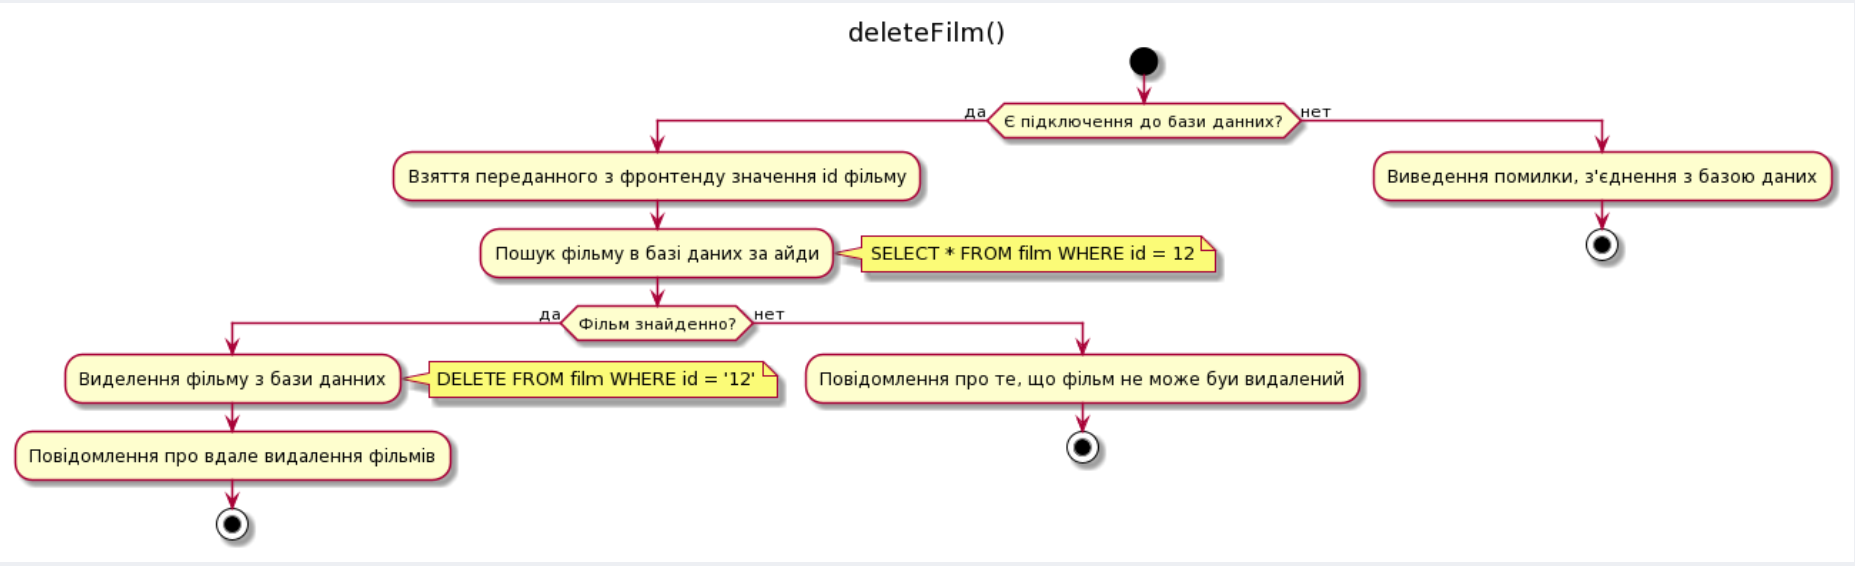 deleteFilm()
да
Є підключення до бази данних?
нет
Взяття переданного з фронтенду значення id фільму
Виведення помилки, з'єднення з базою даних
Пошук фільму в базі даних за айди
SELECT * FROM film WHERE id = 12
да
Фільм знайденно?
нет
Виделення фільму з бази данних
DELETE FROM film WHERE id = '12'
Повідомлення про те, що фільм не може буи видалений
Повідомлення про вдале видалення фільмів